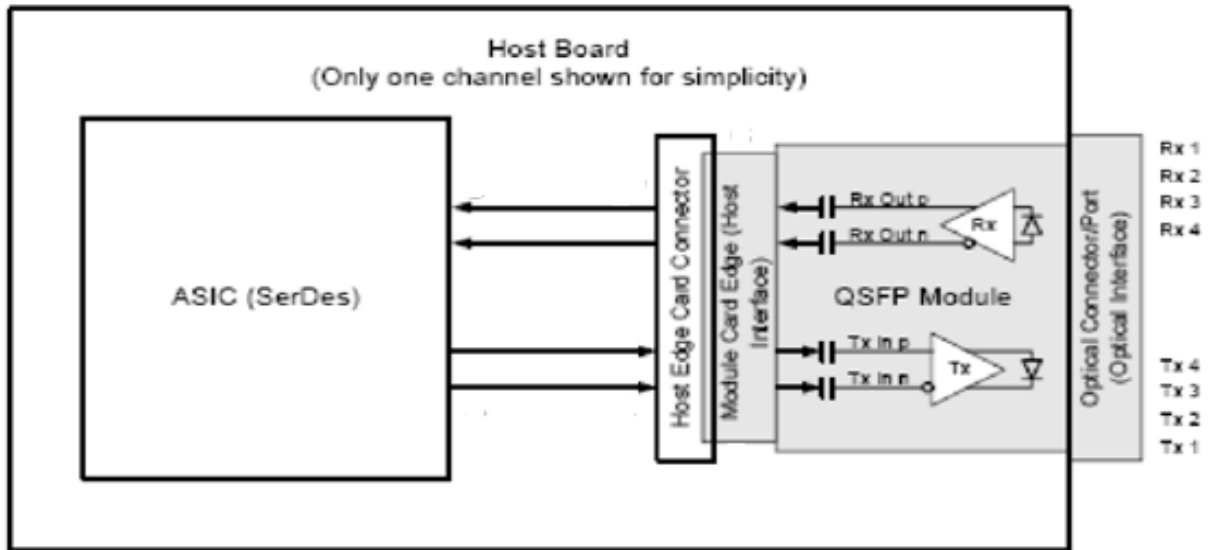 Host Board
(Only one channel shown for simplicity)
ASIC (SerDes)
Host Edge Card Connector
Module Card Edge (Host
Interface)
Rx Out p
Rx Out n
Rx
QSFP Module
Tx In p
Tx In n
Tx
Optical Connector/Port
(Optical Interface)
Rx 1
Rx 2
Rx 3
Rx 4
Tx 4
Tx 3
Tx 2
Tx 1